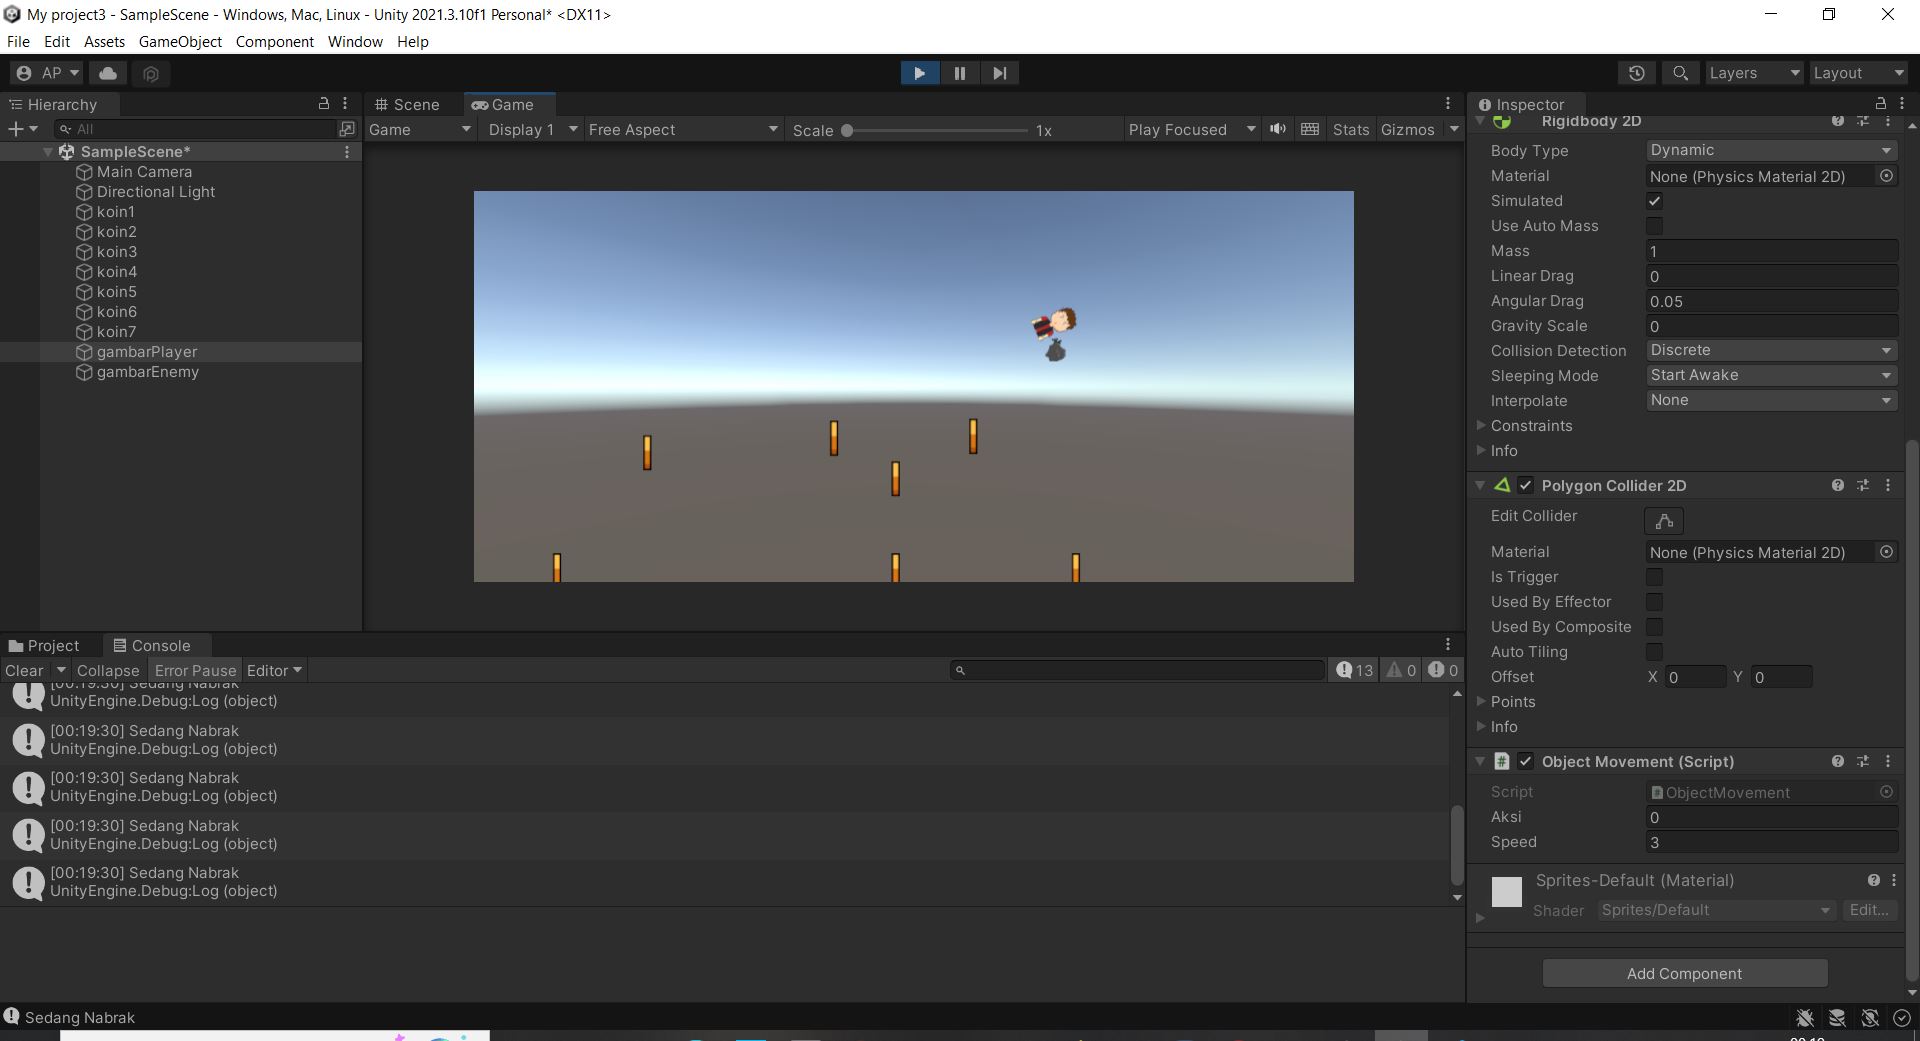 My project3 - SampleScene - Windows, Mac, Linux - Unity 2021.3.10f1 Personal* <DX11>
File Edit Assets GameObject Component Window Help
AP
Layers Layout
Hierarchy
All
SampleScene*
Main Camera
Directional Light
koin1
koin2
koin3
koin4
koin5
koin6
koin7
gambarPlayer
gambarEnemy
Scene Game
Game Display 1 Free Aspect Scale 1x Play Focused Stats Gizmos
Project Console
Clear Collapse Error Pause Editor 13 0 0
[00:19:30] Sedang Nabrak
UnityEngine.Debug:Log (object)
[00:19:30] Sedang Nabrak
UnityEngine.Debug:Log (object)
[00:19:30] Sedang Nabrak
UnityEngine.Debug:Log (object)
[00:19:30] Sedang Nabrak
UnityEngine.Debug:Log (object)
[00:19:30] Sedang Nabrak
UnityEngine.Debug:Log (object)
Inspector
Rigidbody 2D
Body Type Dynamic
Material None (Physics Material 2D)
Simulated
Use Auto Mass
Mass 1
Linear Drag 0
Angular Drag 0.05
Gravity Scale 0
Collision Detection Discrete
Sleeping Mode Start Awake
Interpolate None
Constraints
Info
Polygon Collider 2D
Edit Collider
Material None (Physics Material 2D)
Is Trigger
Used By Effector
Used By Composite
Auto Tiling
Offset X 0 Y 0
Points
Info
Object Movement (Script)
Script ObjectMovement
Aksi 0
Speed 3
Sprites-Default (Material)
Shader Sprites/Default Edit...
Add Component
Sedang Nabrak